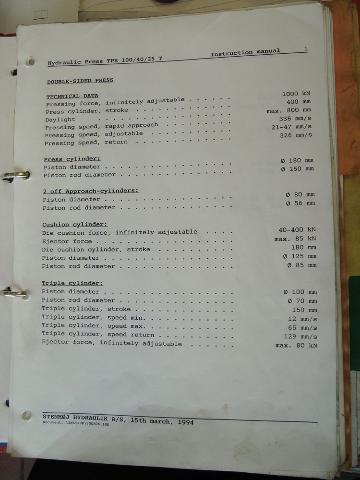 Hydraulic Press TPE 100/40/25 T Instruction manual 1
DOUBLE-SIDED PRESS
TECHNICAL DATA
Pressing force, infinitely adjustable . . . . . . 1000 kN
Press cylinder, stroke . . . . . . . . . . . . . 400 mm
Daylight . . . . . . . . . . . . . . . . max. 800 mm
Pressing speed, rapid approach . . . . . . . . . 338 mm/s
Pressing speed, adjustable . . . . . . . . . . . 21-47 mm/s
Pressing speed, return . . . . . . . . . . . . . 326 mm/s
Press cylinder:
Piston diameter . . . . . . . . . . . . . . . . Ø 180 mm
Piston rod diameter . . . . . . . . . . . . . . Ø 150 mm
2 off Approach-cylinders:
Piston diameter . . . . . . . . . . . . . . . . Ø 80 mm
Piston rod diameter . . . . . . . . . . . . . . Ø 56 mm
Cushion cylinder:
Die cushion force, infinitely adjustable . . . . . 40-400 kN
Ejector force . . . . . . . . . . . . . . . . . max. 85 kN
Die cushion cylinder, stroke . . . . . . . . . . 180 mm
Piston diameter . . . . . . . . . . . . . . . . Ø 125 mm
Piston rod diameter . . . . . . . . . . . . . . Ø 85 mm
Triple cylinder:
Piston diameter . . . . . . . . . . . . . . . . Ø 100 mm
Piston rod diameter . . . . . . . . . . . . . . Ø 70 mm
Triple cylinder, stroke . . . . . . . . . . . . 150 mm
Triple cylinder, speed min. . . . . . . . . . . 12 mm/s
Triple cylinder, speed max. . . . . . . . . . . 65 mm/s
Triple cylinder, speed return . . . . . . . . . 129 mm/s
Ejector force, infinitely adjustable . . . . . . . max. 80 kN
STENHØJ HYDRAULIK A/S, 15th march, 1994